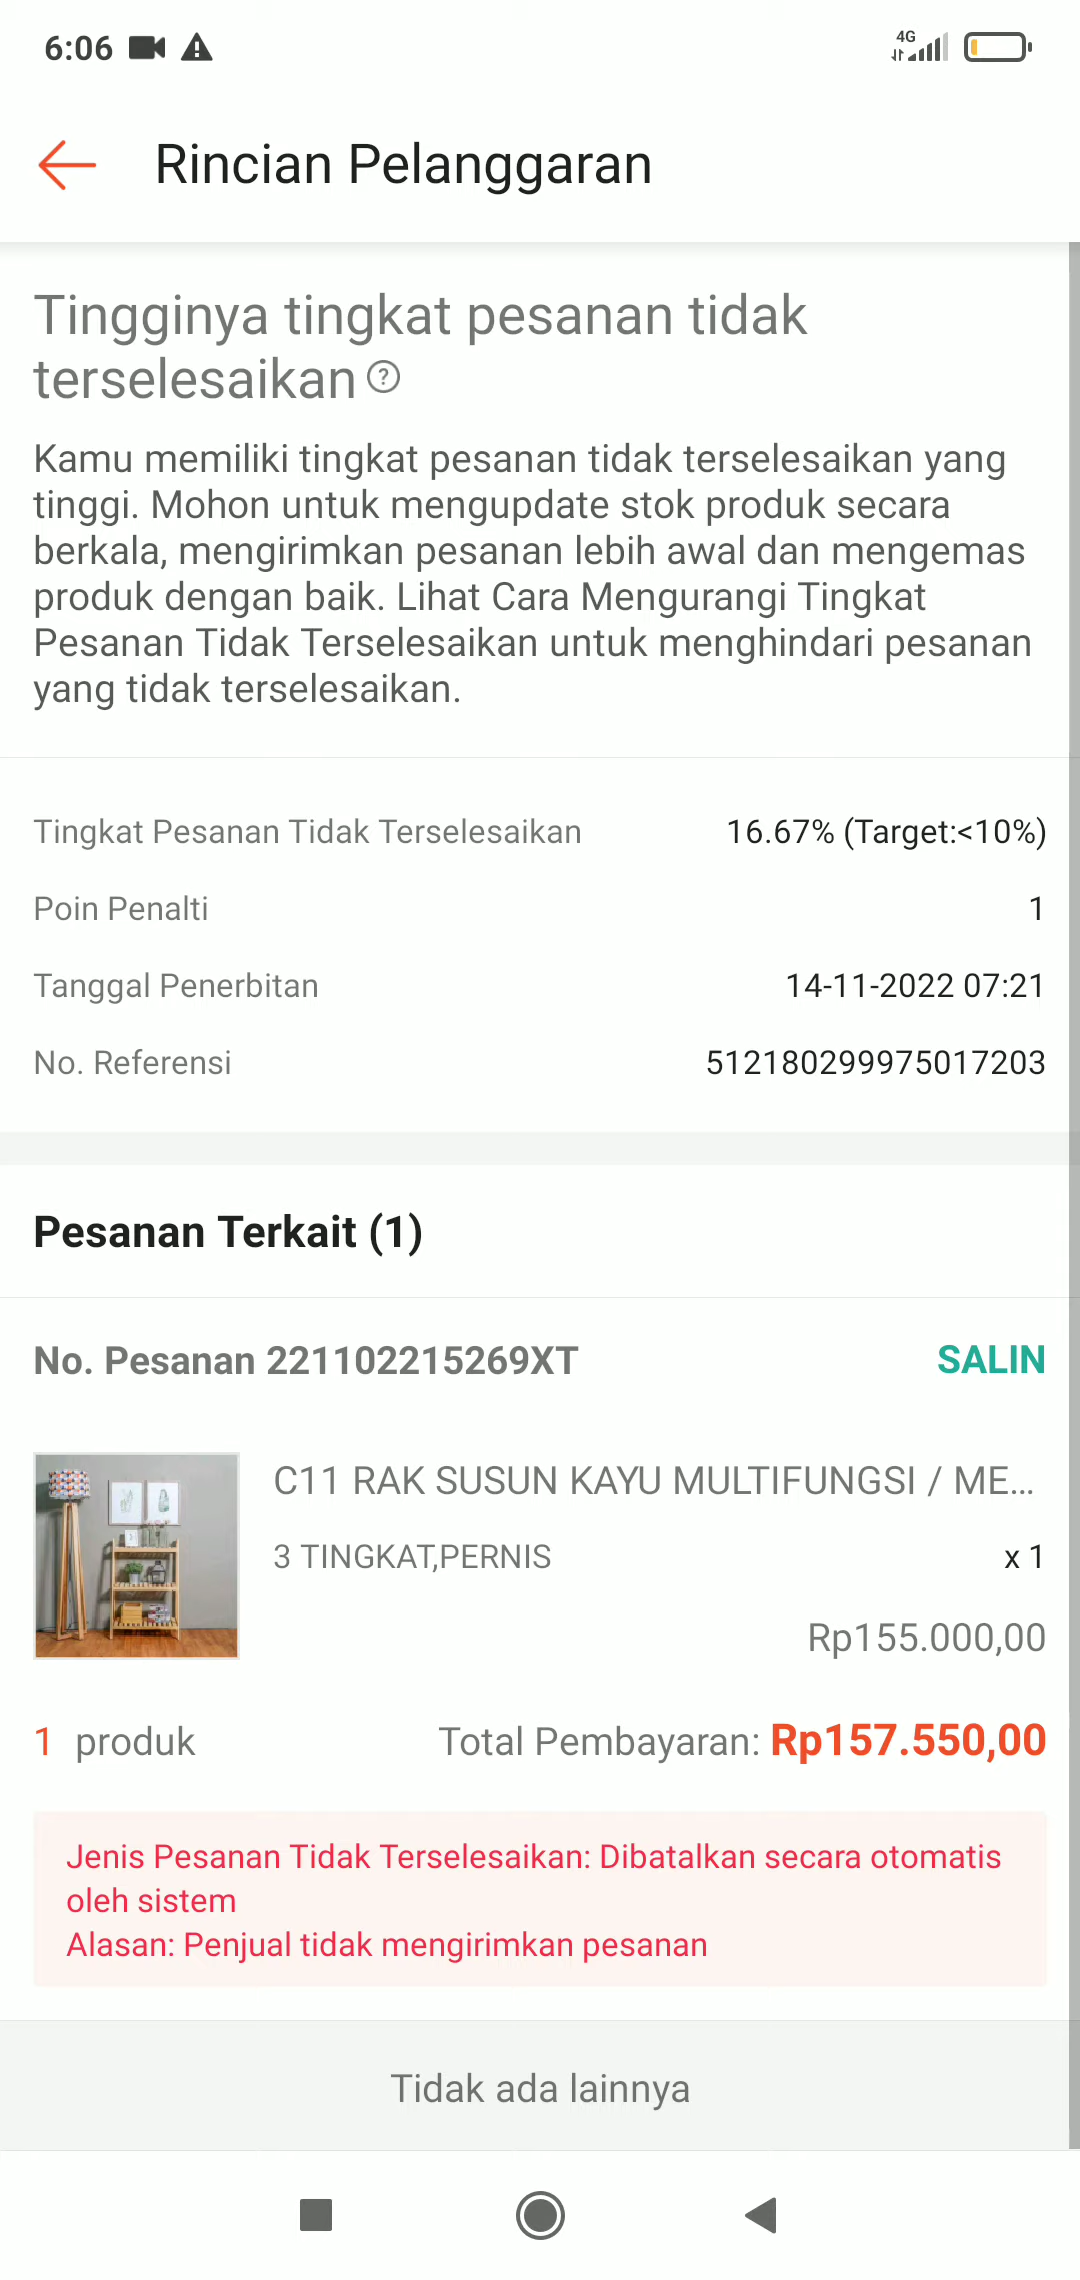 6:06
4G
Rincian Pelanggaran
Tingginya tingkat pesanan tidak
terselesaikan
Kamu memiliki tingkat pesanan tidak terselesaikan yang
tinggi. Mohon untuk mengupdate stok produk secara
berkala, mengirimkan pesanan lebih awal dan mengemas
produk dengan baik. Lihat Cara Mengurangi Tingkat
Pesanan Tidak Terselesaikan untuk menghindari pesanan
yang tidak terselesaikan.
Tingkat Pesanan Tidak Terselesaikan 16.67% (Target:<10%)
Poin Penalti 1
Tanggal Penerbitan 14-11-2022 07:21
No. Referensi 512180299975017203
Pesanan Terkait (1)
No. Pesanan 221102215269XT SALIN
C11 RAK SUSUN KAYU MULTIFUNGSI / ME...
3 TINGKAT,PERNIS x 1
Rp155.000,00
1 produk Total Pembayaran: Rp157.550,00
Jenis Pesanan Tidak Terselesaikan: Dibatalkan secara otomatis
oleh sistem
Alasan: Penjual tidak mengirimkan pesanan
Tidak ada lainnya